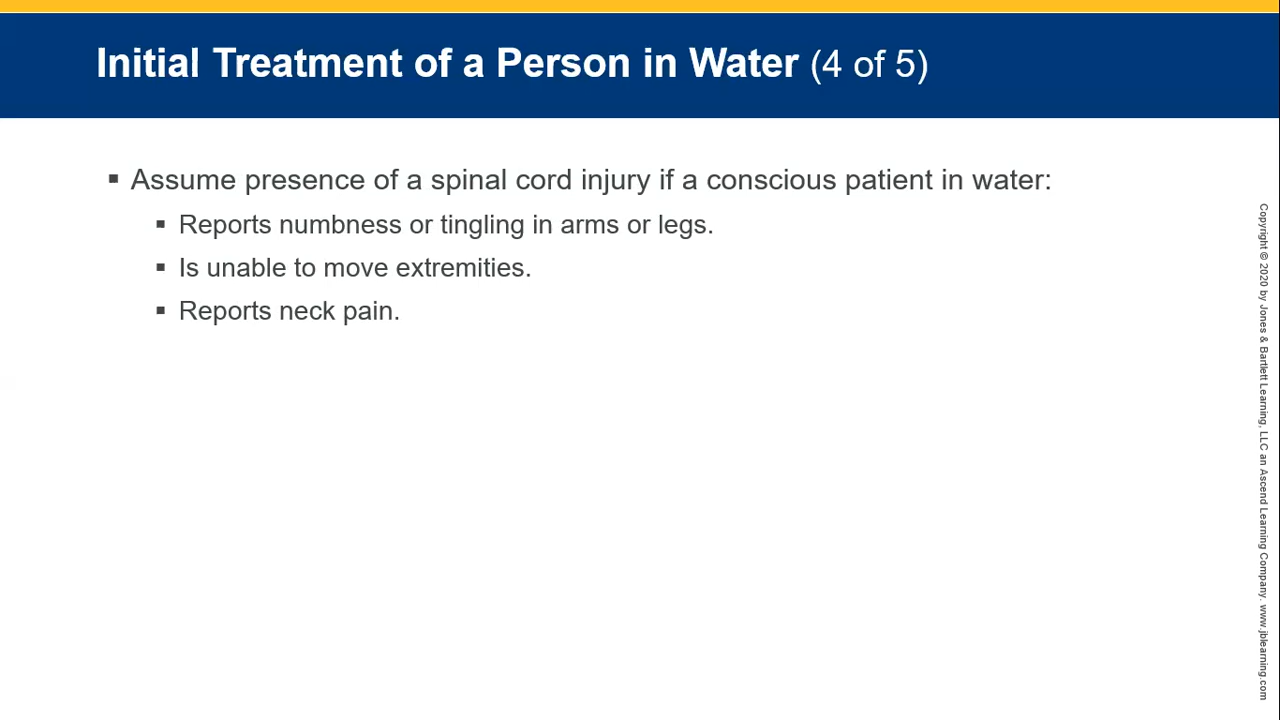 Initial Treatment of a Person in Water (4 of 5)
▪ Assume presence of a spinal cord injury if a conscious patient in water:
▪ Reports numbness or tingling in arms or legs.
▪ Is unable to move extremities.
▪ Reports neck pain.
Copyright © 2020 by Jones & Bartlett Learning, LLC an Ascend Learning Company. www.jblearning.com